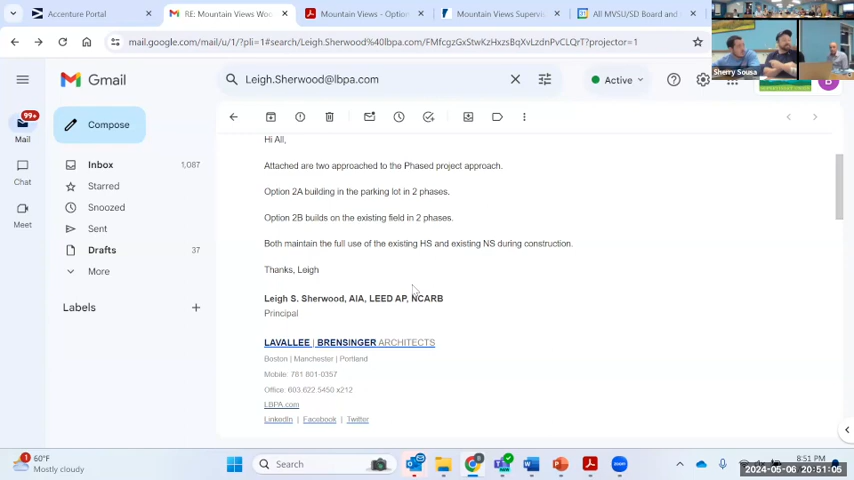 Accenture Portal
RE: Mountain Views Woo
Mountain Views - Option
Mountain Views Supervis
All MVSU/SD Board and
mail.google.com/mail/u/1/?pli=1#search/Leigh.Sherwood%40lbpa.com/FMfcgzGxStwKzHxzsBqXvLzdnPvCLQrT?projector=1
Sherry Sousa
99+
Gmail
Leigh.Sherwood@lbpa.com
Active
B
Mail
Chat
Meet
Compose
Inbox 1,087
Starred
Snoozed
Sent
Drafts 37
More
Labels
Hi All,
Attached are two approached to the Phased project approach.
Option 2A building in the parking lot in 2 phases.
Option 2B builds on the existing field in 2 phases.
Both maintain the full use of the existing HS and existing NS during construction.
Thanks, Leigh
Leigh S. Sherwood, AIA, LEED AP, NCARB
Principal
LAVALLEE | BRENSINGER ARCHITECTS
Boston | Manchester | Portland
Mobile: 781 801-0357
Office: 603.622.5450 x212
LBPA.com
LinkedIn | Facebook | Twitter
1
60°F
Mostly cloudy
Search
8:51 PM
2024-05-06 20:51:05